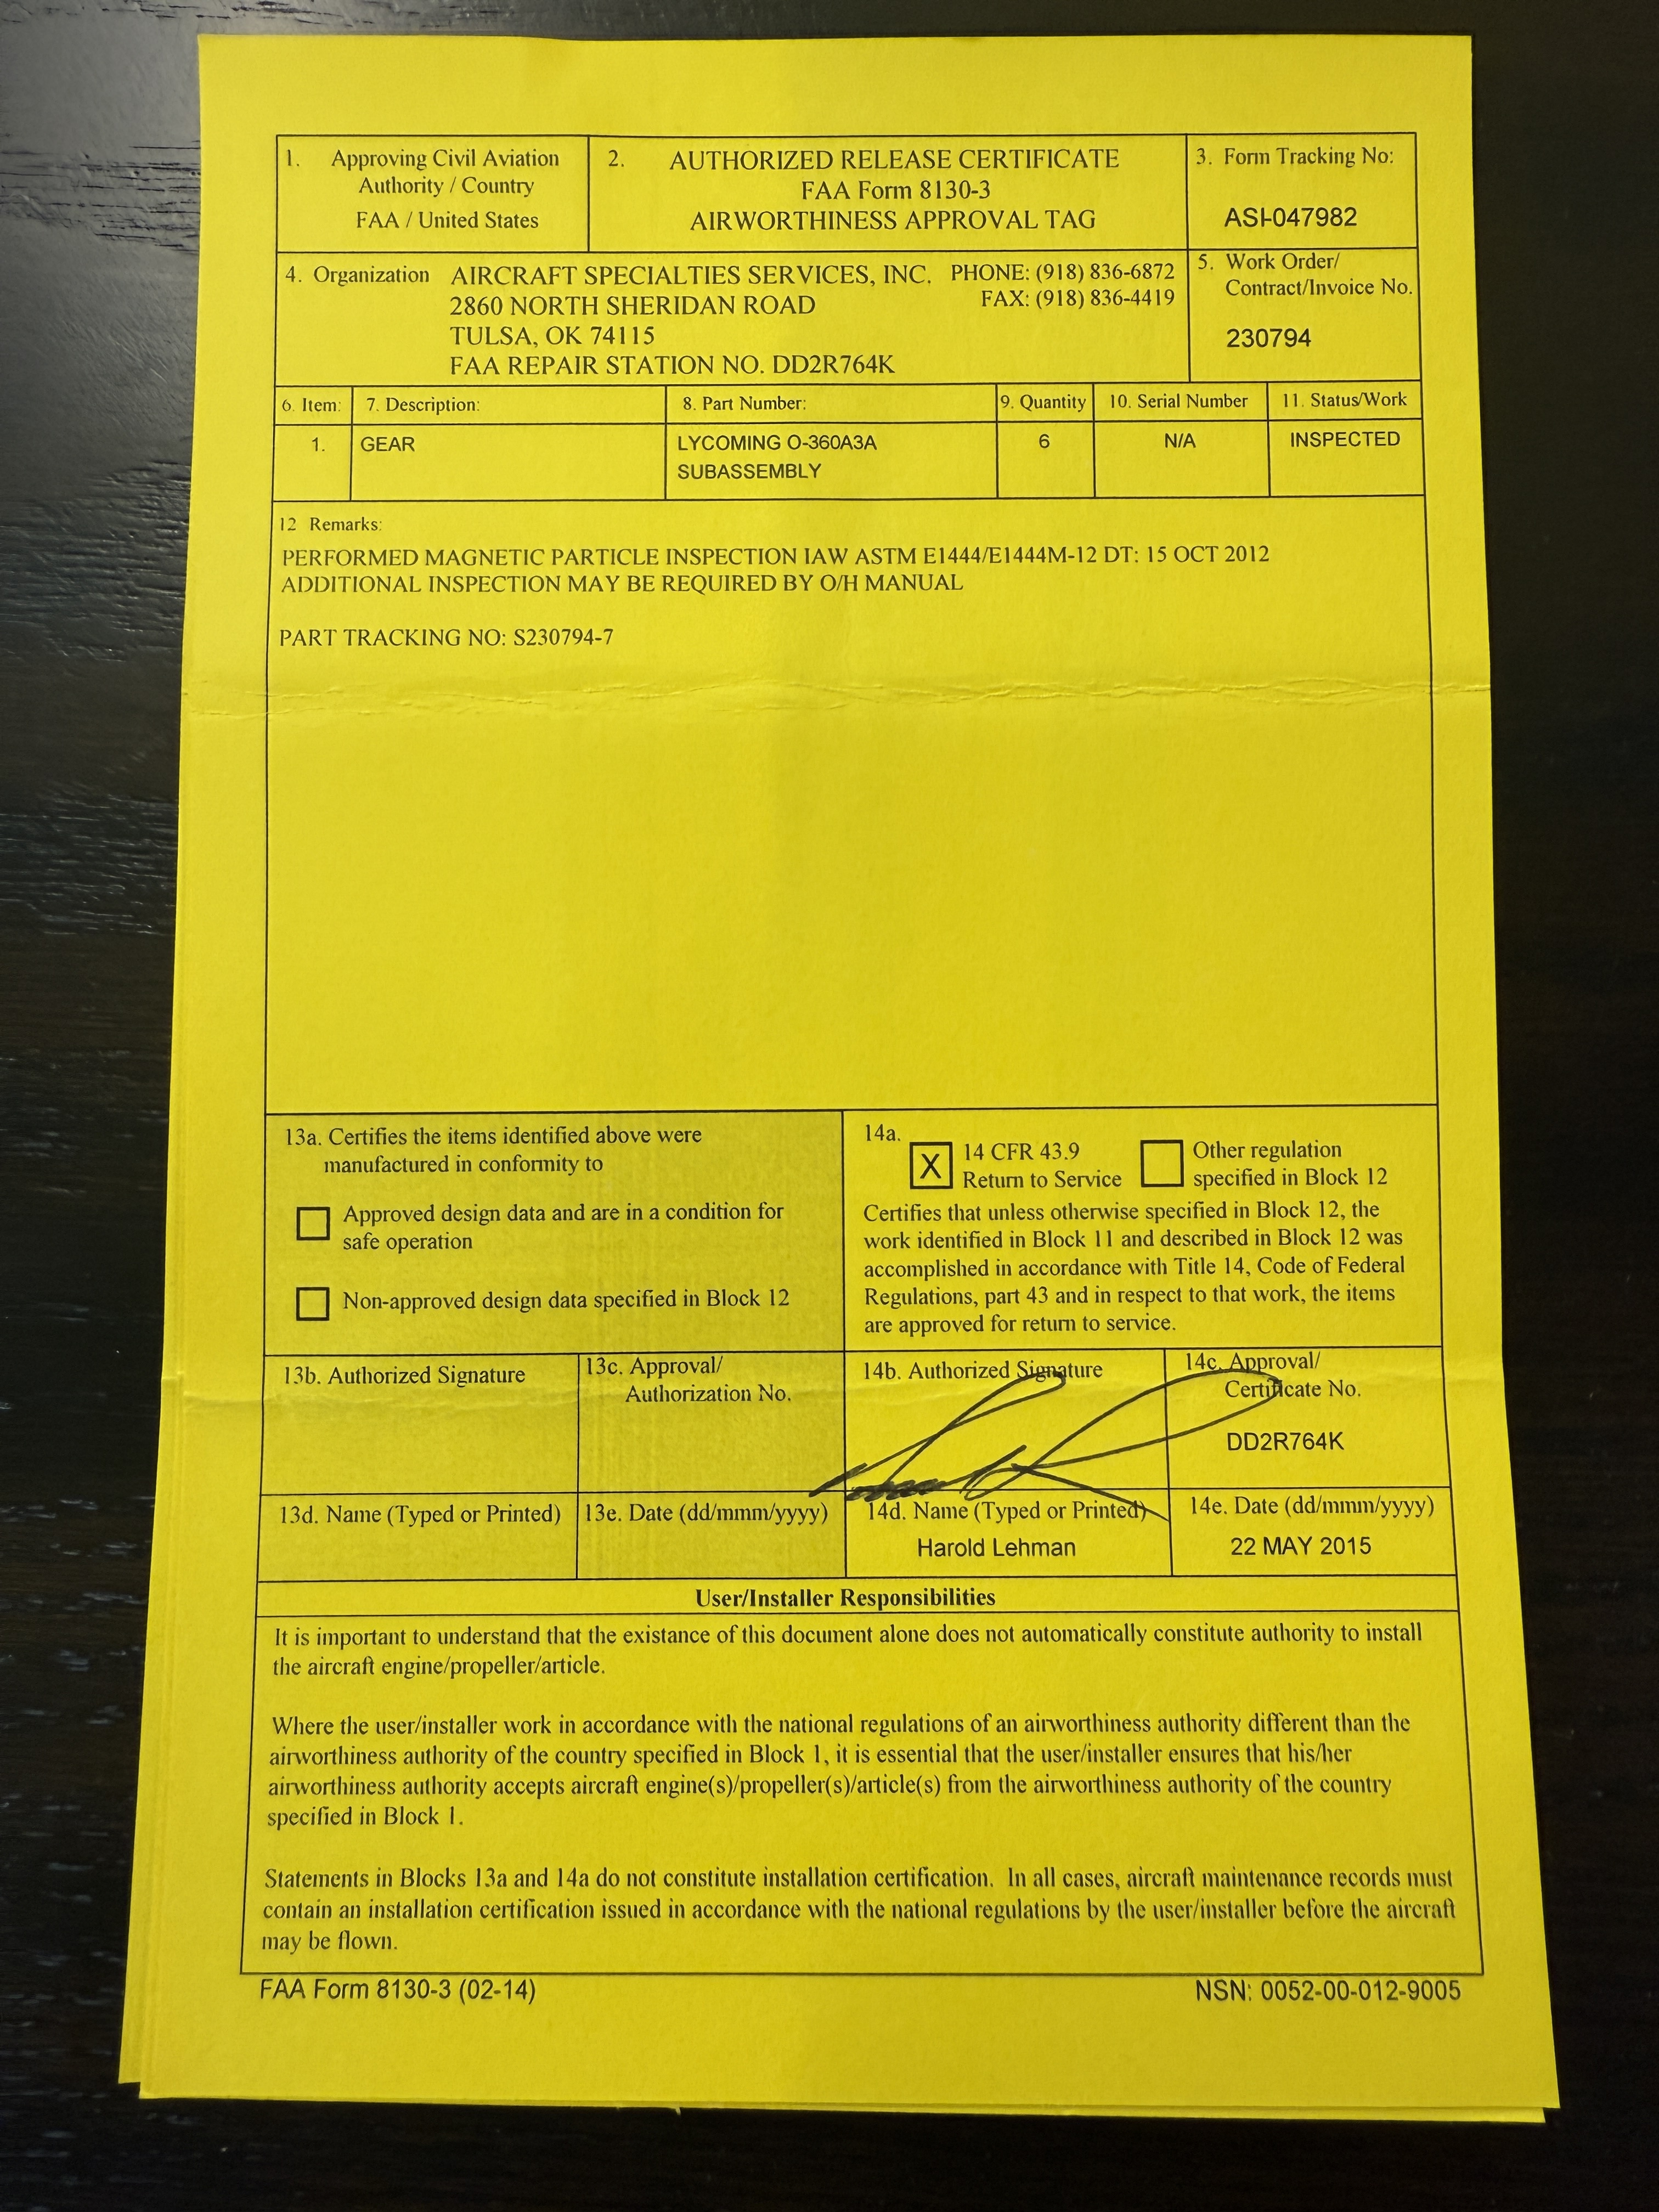 1. Approving Civil Aviation
Authority / Country
FAA / United States
2. AUTHORIZED RELEASE CERTIFICATE
FAA Form 8130-3
AIRWORTHINESS APPROVAL TAG
3. Form Tracking No:
ASI-047982
4. Organization AIRCRAFT SPECIALTIES SERVICES, INC. PHONE: (918) 836-6872
2860 NORTH SHERIDAN ROAD FAX: (918) 836-4419
TULSA, OK 74115
FAA REPAIR STATION NO. DD2R764K
5. Work Order/
Contract/Invoice No.
230794
6. Item: 7. Description: 8. Part Number: 9. Quantity 10. Serial Number 11. Status/Work
1. GEAR LYCOMING O-360A3A 6 N/A INSPECTED
SUBASSEMBLY
12 Remarks:
PERFORMED MAGNETIC PARTICLE INSPECTION IAW ASTM E1444/E1444M-12 DT: 15 OCT 2012
ADDITIONAL INSPECTION MAY BE REQUIRED BY O/H MANUAL
PART TRACKING NO: S230794-7
13a. Certifies the items identified above were
manufactured in conformity to
Approved design data and are in a condition for
safe operation
Non-approved design data specified in Block 12
14a.
X 14 CFR 43.9
Return to Service
Other regulation
specified in Block 12
Certifies that unless otherwise specified in Block 12, the
work identified in Block 11 and described in Block 12 was
accomplished in accordance with Title 14, Code of Federal
Regulations, part 43 and in respect to that work, the items
are approved for return to service.
13b. Authorized Signature
13c. Approval/
Authorization No.
14b. Authorized Signature
14c. Approval/
Certificate No.
DD2R764K
13d. Name (Typed or Printed)
13e. Date (dd/mmm/yyyy)
14d. Name (Typed or Printed)
Harold Lehman
14e. Date (dd/mmm/yyyy)
22 MAY 2015
User/Installer Responsibilities
It is important to understand that the existance of this document alone does not automatically constitute authority to install
the aircraft engine/propeller/article.
Where the user/installer work in accordance with the national regulations of an airworthiness authority different than the
airworthiness authority of the country specified in Block 1, it is essential that the user/installer ensures that his/her
airworthiness authority accepts aircraft engine(s)/propeller(s)/article(s) from the airworthiness authority of the country
specified in Block 1.
Statements in Blocks 13a and 14a do not constitute installation certification. In all cases, aircraft maintenance records must
contain an installation certification issued in accordance with the national regulations by the user/installer before the aircraft
may be flown.
FAA Form 8130-3 (02-14)
NSN: 0052-00-012-9005